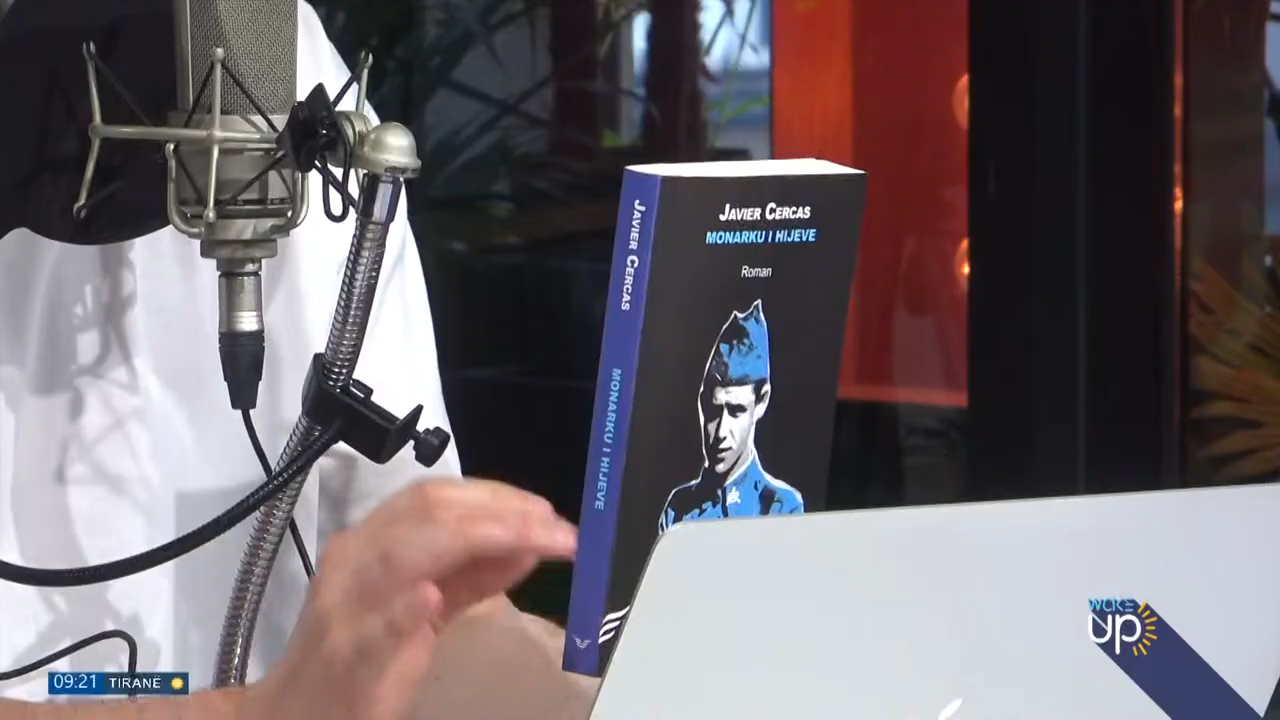 JAVIER CERCAS
MONARKU I HIJEVE
Roman
JAVIER CERCAS
MONARKU I HIJEVE
WAKE
UP
09:21 TIRANË